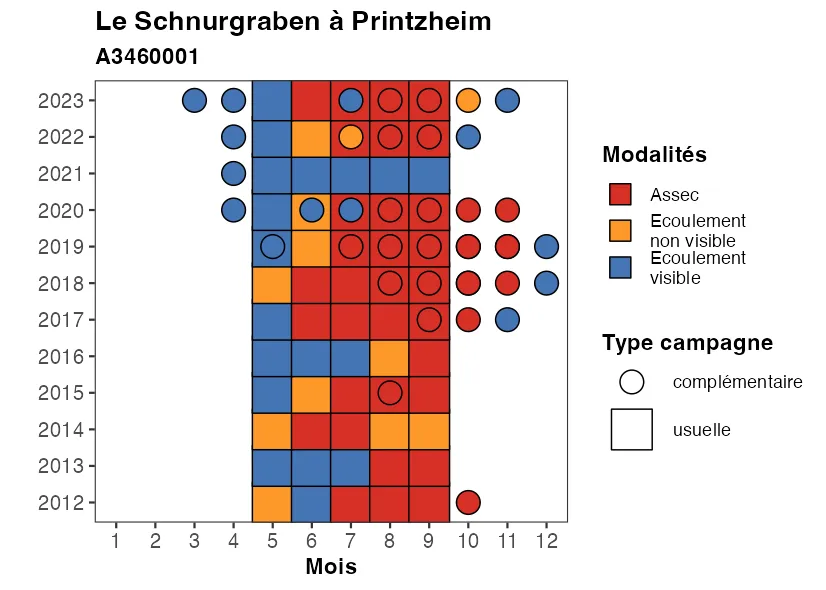 Le Schnurgraben à Printzheim
A3460001
2023
2022
2021
2020
2019
2018
2017
2016
2015
2014
2013
2012
1 2 3 4 5 6 7 8 9 10 11 12
Mois
Modalités
Assec
Ecoulement
non visible
Ecoulement
visible
Type campagne
complémentaire
usuelle